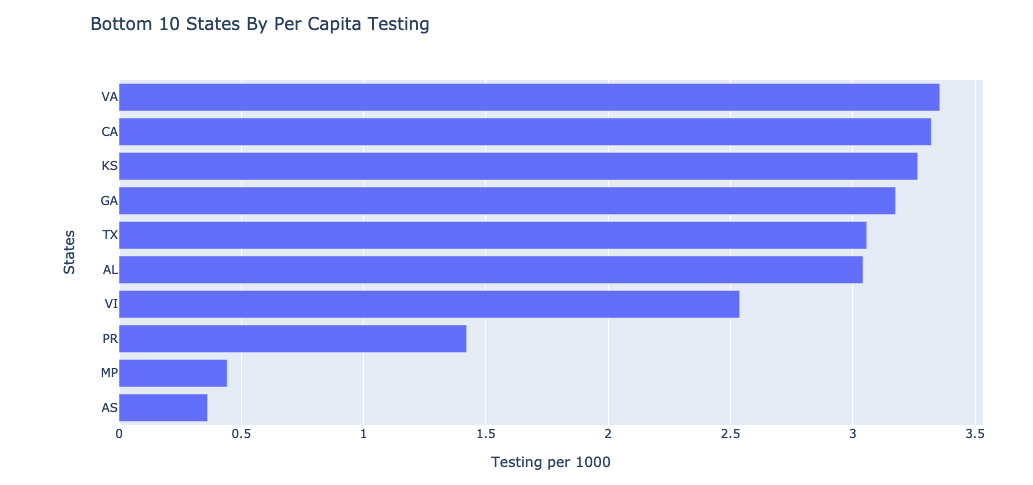 Bottom 10 States By Per Capita Testing
States
VA
CA
KS
GA
TX
AL
VI
PR
MP
AS
0 0.5 1 1.5 2 2.5 3 3.5
Testing per 1000